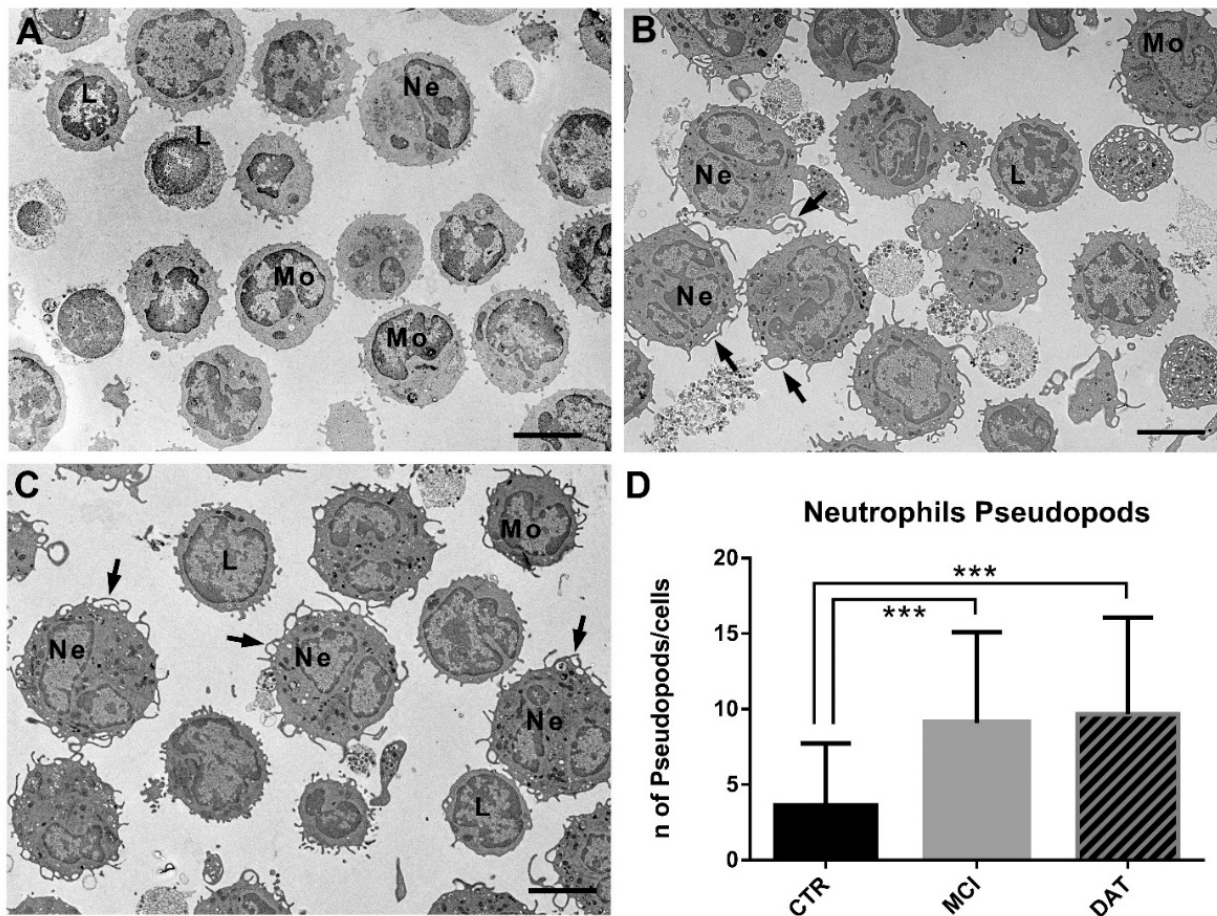 A
L
Ne
L
Mo
Mo
B
Mo
Ne
L
Ne
C
L
Mo
Ne
Ne
Ne
L
D
Neutrophils Pseudopods
n of Pseudopods/cells
20
15
10
5
0
***
***
CTR
MCI
DAT